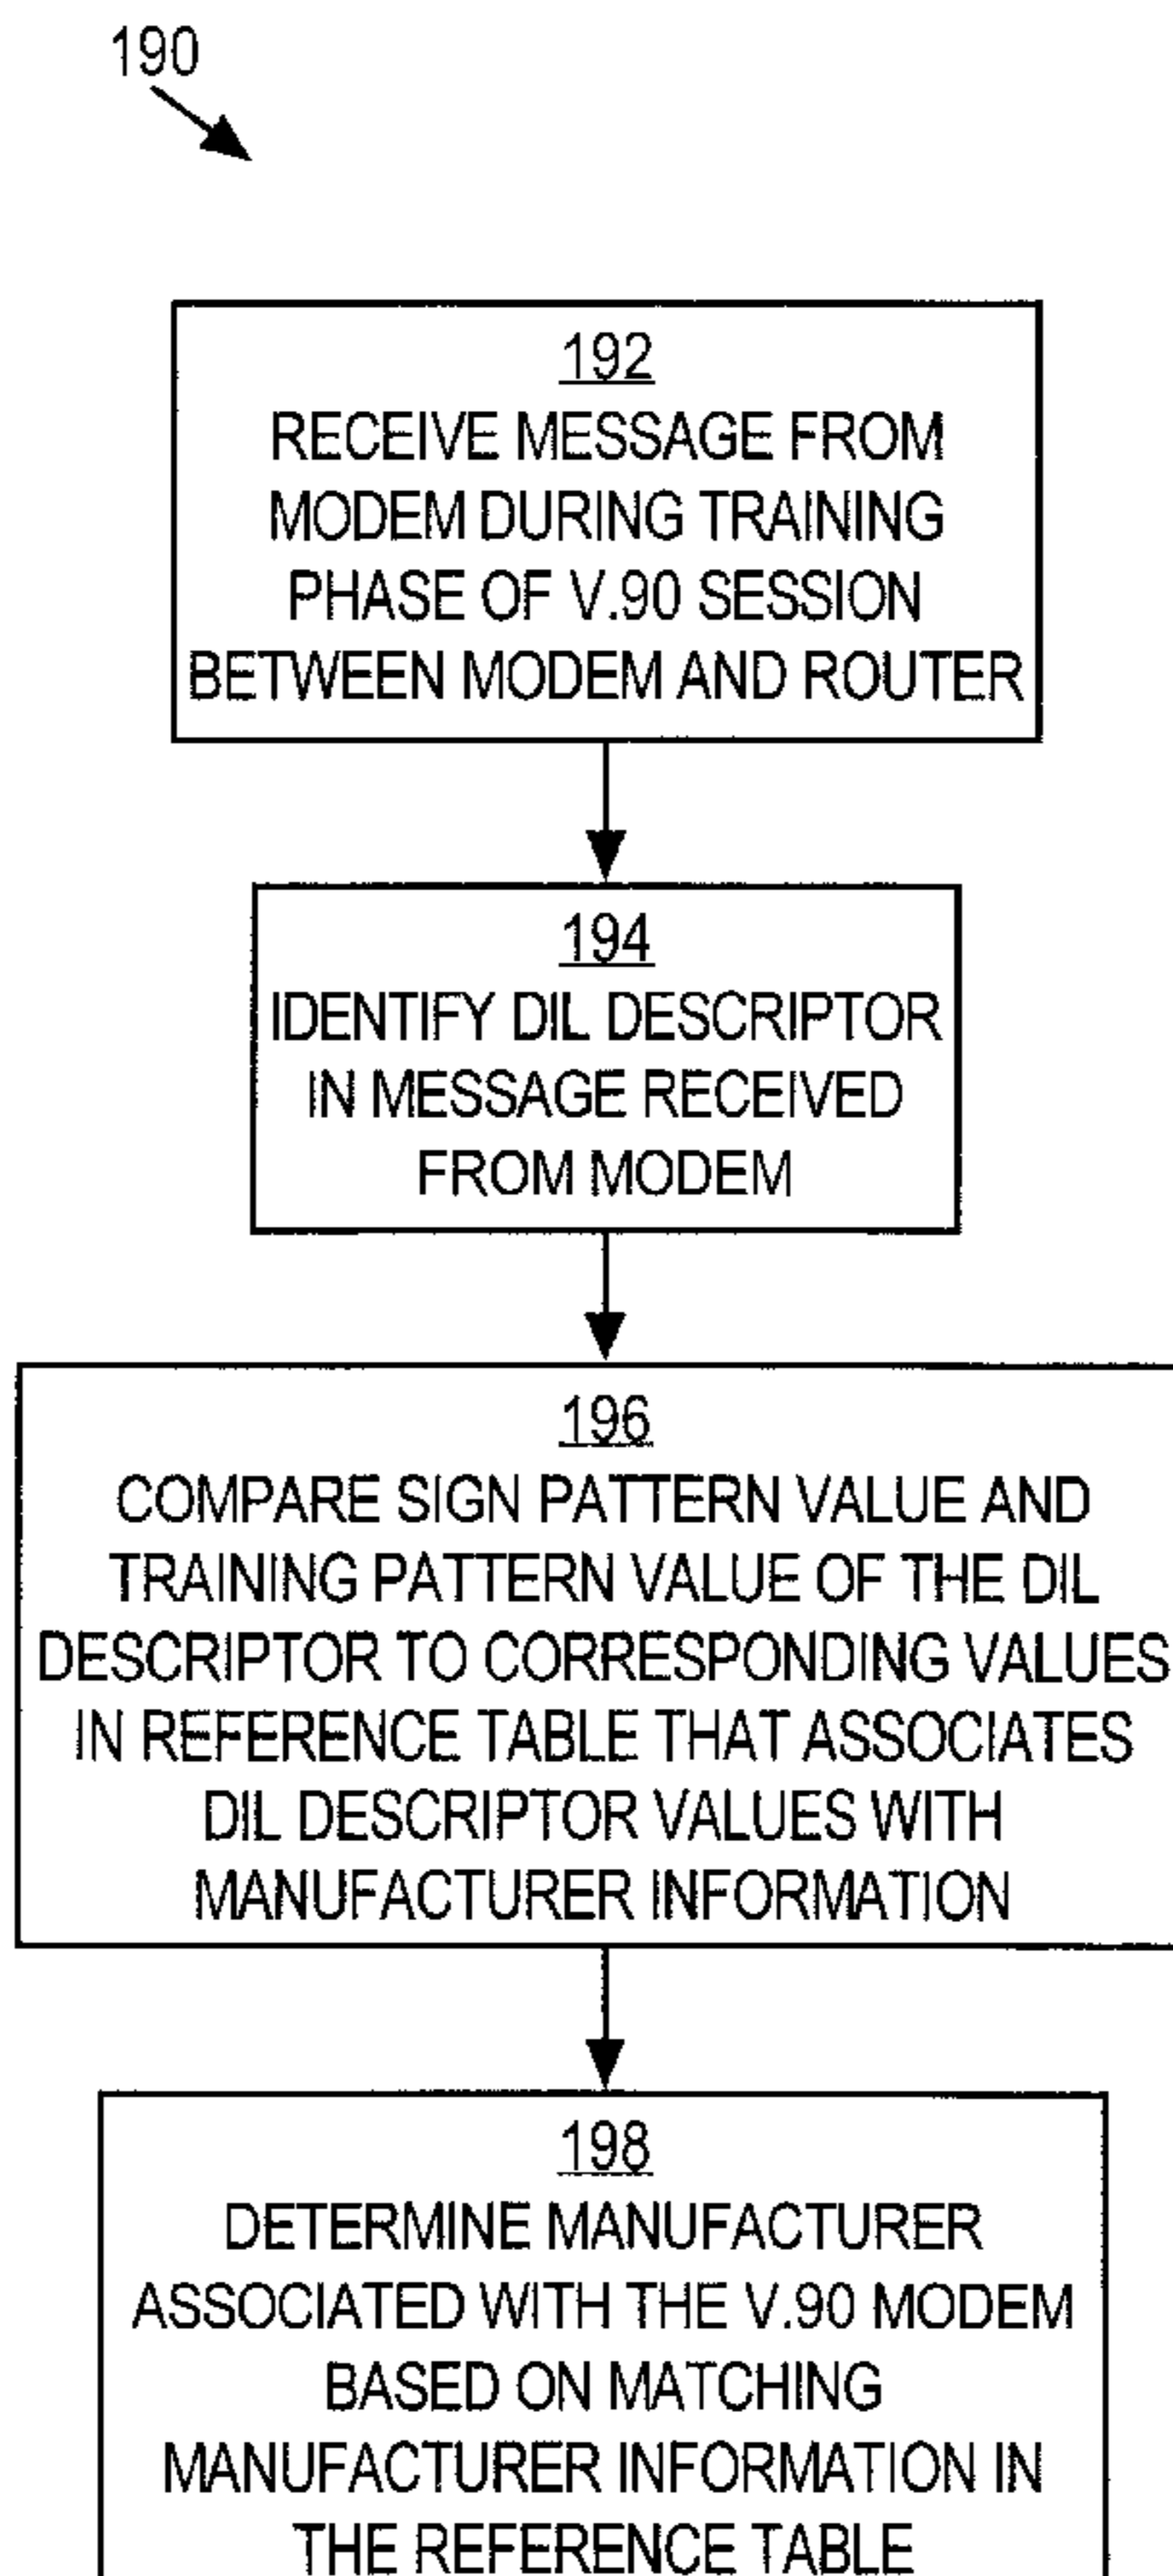 190
192
RECEIVE MESSAGE FROM
MODEM DURING TRAINING
PHASE OF V.90 SESSION
BETWEEN MODEM AND ROUTER
194
IDENTIFY DIL DESCRIPTOR
IN MESSAGE RECEIVED
FROM MODEM
196
COMPARE SIGN PATTERN VALUE AND
TRAINING PATTERN VALUE OF THE DIL
DESCRIPTOR TO CORRESPONDING VALUES
IN REFERENCE TABLE THAT ASSOCIATES
DIL DESCRIPTOR VALUES WITH
MANUFACTURER INFORMATION
198
DETERMINE MANUFACTURER
ASSOCIATED WITH THE V.90 MODEM
BASED ON MATCHING
MANUFACTURER INFORMATION IN
THE REFERENCE TABLE